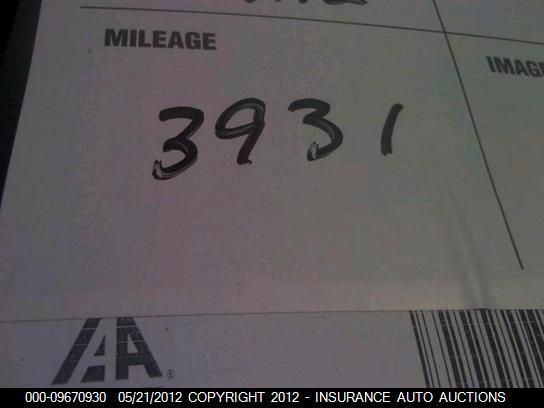 MILEAGE
IMAGE
3931
IAA®
000-09670930 05/21/2012 COPYRIGHT 2012 - INSURANCE AUTO AUCTIONS